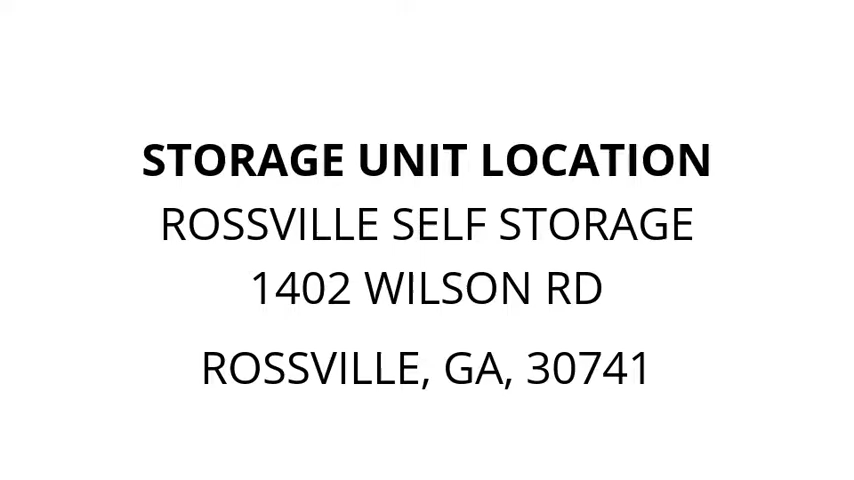 STORAGE UNIT LOCATION
ROSSVILLE SELF STORAGE
1402 WILSON RD
ROSSVILLE, GA, 30741